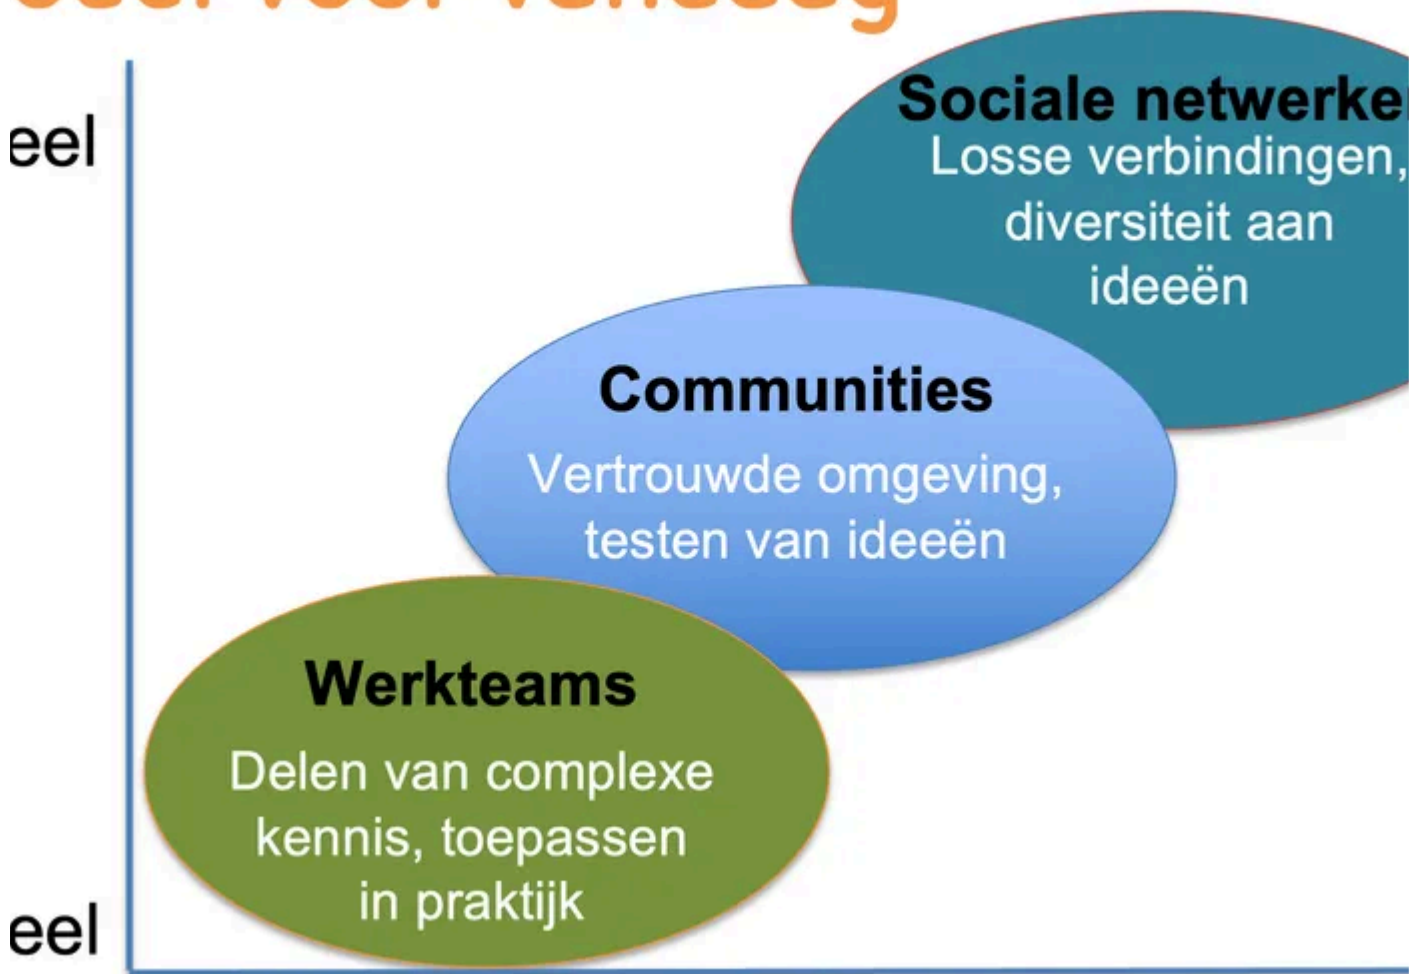 Sociale netwerke
Losse verbindingen,
diversiteit aan
ideeën
eel
Communities
Vertrouwde omgeving,
testen van ideeën
Werkteams
Delen van complexe
kennis, toepassen
in praktijk
eel